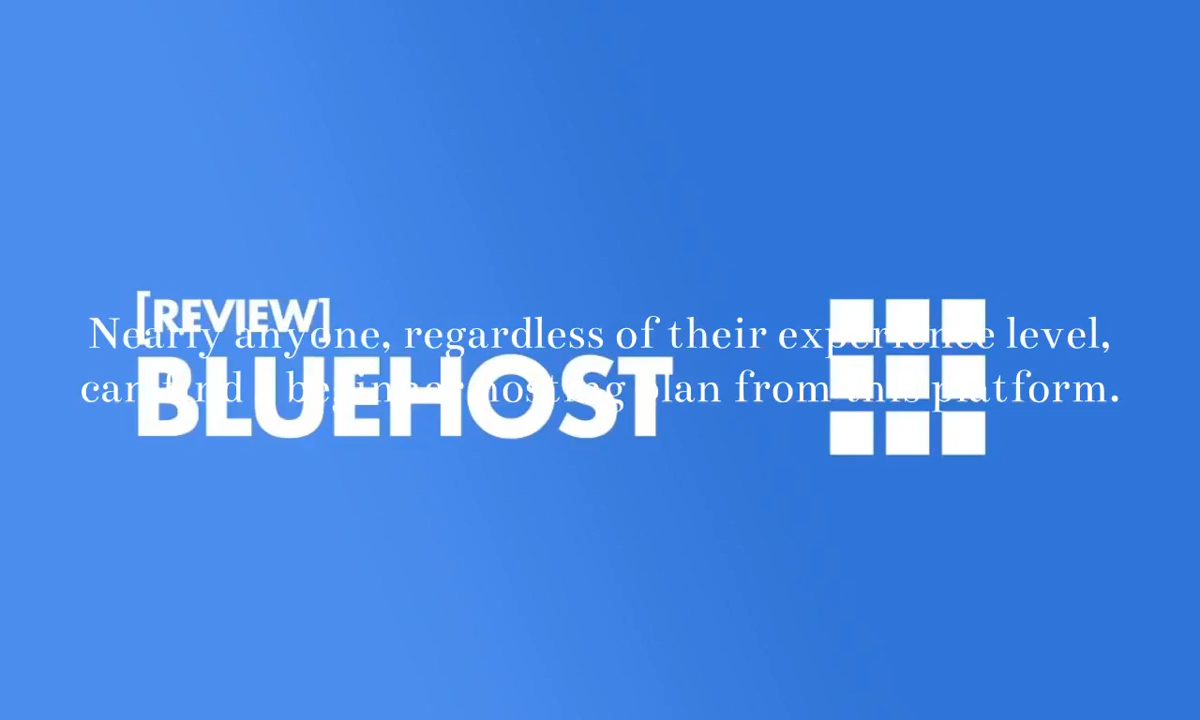 [REVIEW]
Nearly anyone, regardless of their experience level,
BLUEHOST
can find a beginner hosting plan from this platform.